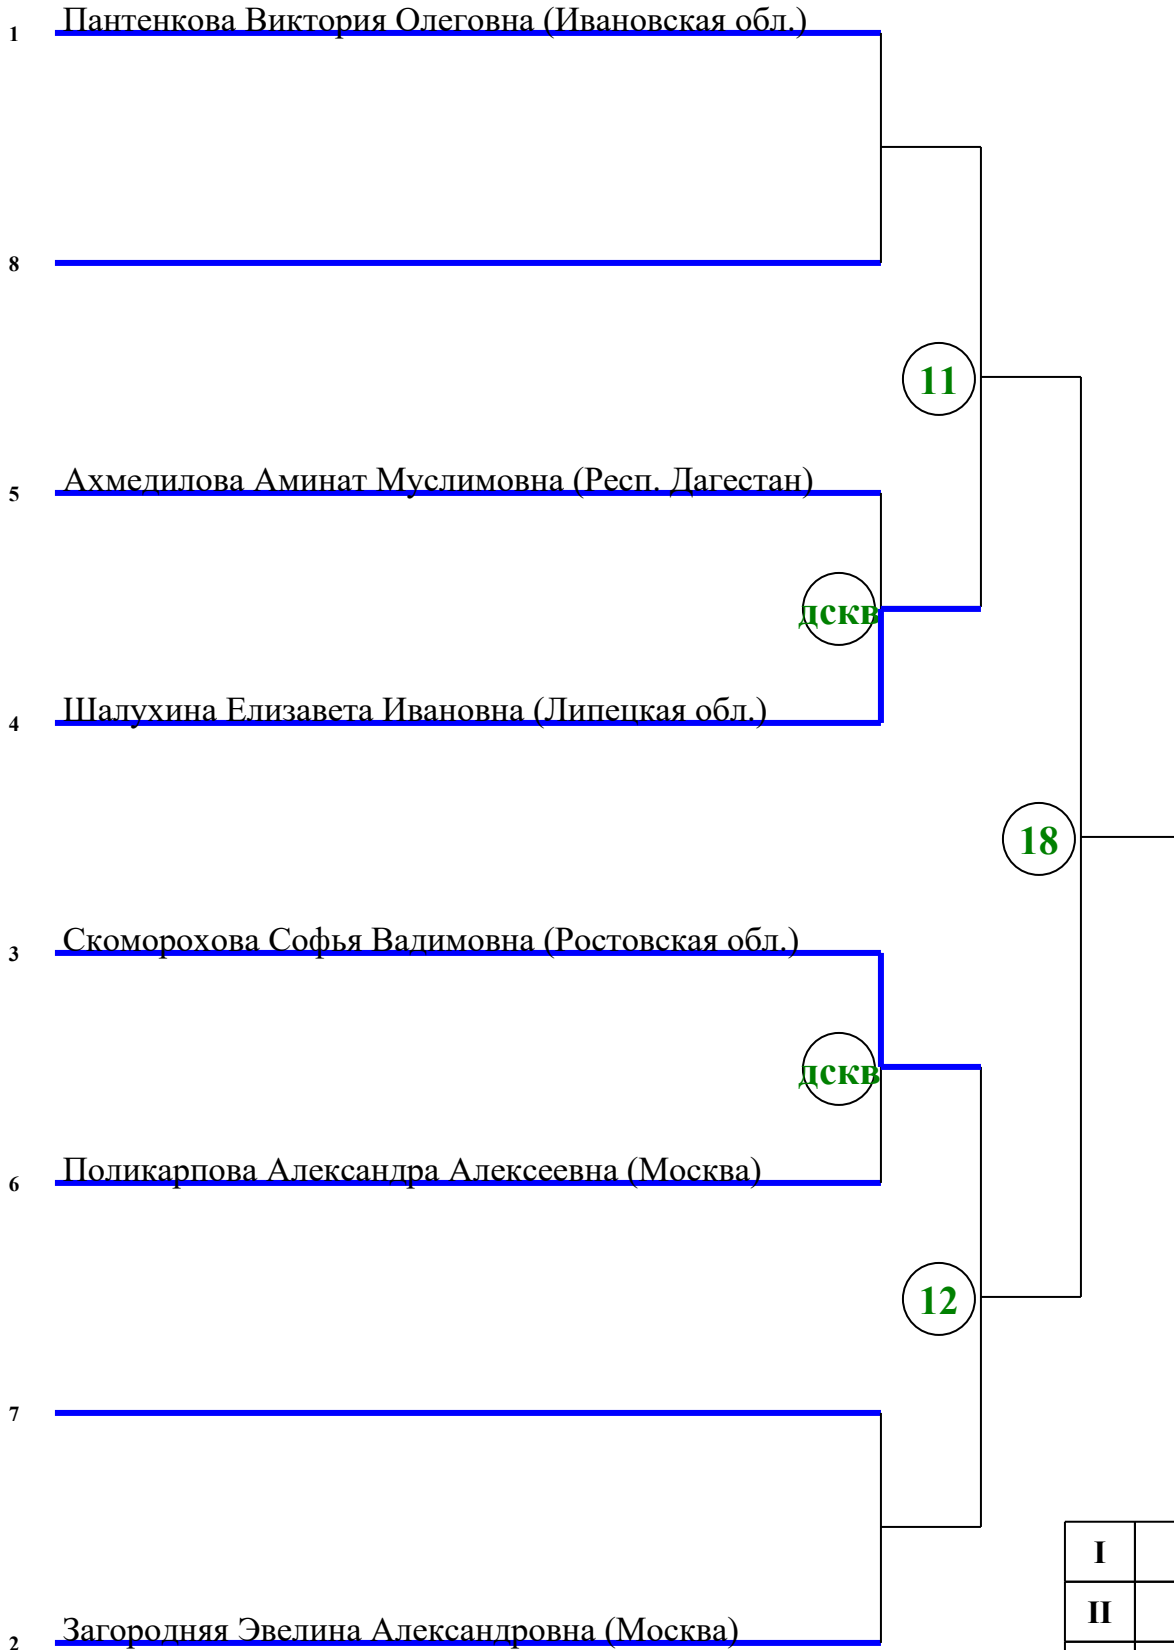 1 Пантенкова Виктория Олеговна (Ивановская обл.)
8
11
5 Ахмедилова Аминат Муслимовна (Респ. Дагестан)
дскв
4 Шалухина Елизавета Ивановна (Липецкая обл.)
18
3 Скоморохова Софья Вадимовна (Ростовская обл.)
дскв
6 Поликарпова Александра Алексеевна (Москва)
12
7
I
II
2 Загородняя Эвелина Александровна (Москва)